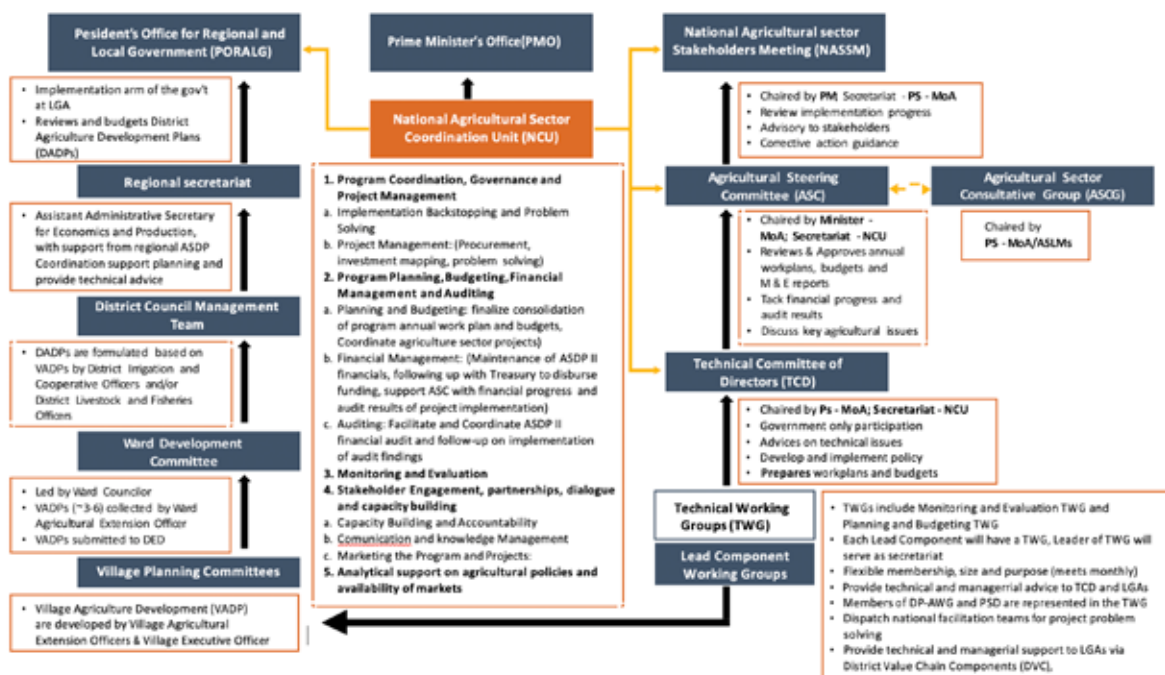 Pesident's Office for Regional and
Local Government (PORALG)
• Implementation arm of the gov't
at LGA
• Reviews and budgets District
Agriculture Development Plans
(DADPs)
Regional secretariat
• Assistant Administrative Secretary
for Economics and Production,
with support from regional ASDP
Coordination support planning and
provide technical advice
District Council Management
Team
• DADPs are formulated based on
VADPs by District Irrigation and
Cooperative Officers and/or
District Livestock and Fisheries
Officers
Ward Development
Committee
• Led by Ward Councilor
• VADPs (~3-6) collected by Ward
Agricultural Extension Officer
• VADPs submitted to DED
Village Planning Committees
• Village Agriculture Development (VADP)
are developed by Village Agricultural
Extension Officers & Village Executive Officer
Prime Minister's Office(PMO)
National Agricultural Sector
Coordination Unit (NCU)
1. Program Coordination, Governance and
Project Management
a. Implementation Backstopping and Problem
Solving
b. Project Management: (Procurement,
investment mapping, problem solving)
2. Program Planning, Budgeting, Financial
Management and Auditing
a. Planning and Budgeting: finalize consolidation
of program annual work plan and budgets,
Coordinate agriculture sector projects)
b. Financial Management: (Maintenance of ASDP II
financials, following up with Treasury to disburse
funding, support ASC with financial progress and
audit results of project implementation)
c. Auditing: Facilitate and Coordinate ASDP II
financial audit and follow-up on implementation
of audit findings
3. Monitoring and Evaluation
4. Stakeholder Engagement, partnerships, dialogue
and capacity building
a. Capacity Building and Accountability
b. Comunication and knowledge Management
c. Marketing the Program and Projects:
5. Analytical support on agricultural policies and
availability of markets
National Agricultural sector
Stakeholders Meeting (NASSM)
• Chaired by PM; Secretariat - PS - MoA
• Review implementation
progress
• Advisory to stakeholders
• Corrective action guidance
Agricultural Steering
Committee (ASC)
• Chaired by Minister -
MoA; Secretariat - NCU
• Reviews & Approves annual
workplans, budgets and
M & E reports
• Tack financial progress and
audit results
• Discuss key agricultural issues
Agricultural Sector
Consultative Group (ASCG)
Chaired by
PS - MoA/ASLMs
Technical Committee of
Directors (TCD)
• Chaired by Ps - MoA; Secretariat - NCU
• Government only participation
• Advices on technical issues
• Develop and implement policy
• Prepares workplans and budgets
Technical Working
Groups (TWG)
Lead Component
Working Groups
• TWGs include Monitoring and Evaluation TWG and
Planning and Budgeting TWG
• Each Lead Component will have a TWG, Leader of TWG will
serve as secretariat
• Flexible membership, size and purpose (meets monthly)
• Provide technical and managerrial advice to TCD and LGAs
• Members of DP-AWG and PSD are represented in the TWG
• Dispatch national facilitation teams for project problem
solving
• Provide technical and managerial support to LGAs via
District Value Chain Components (DVC),